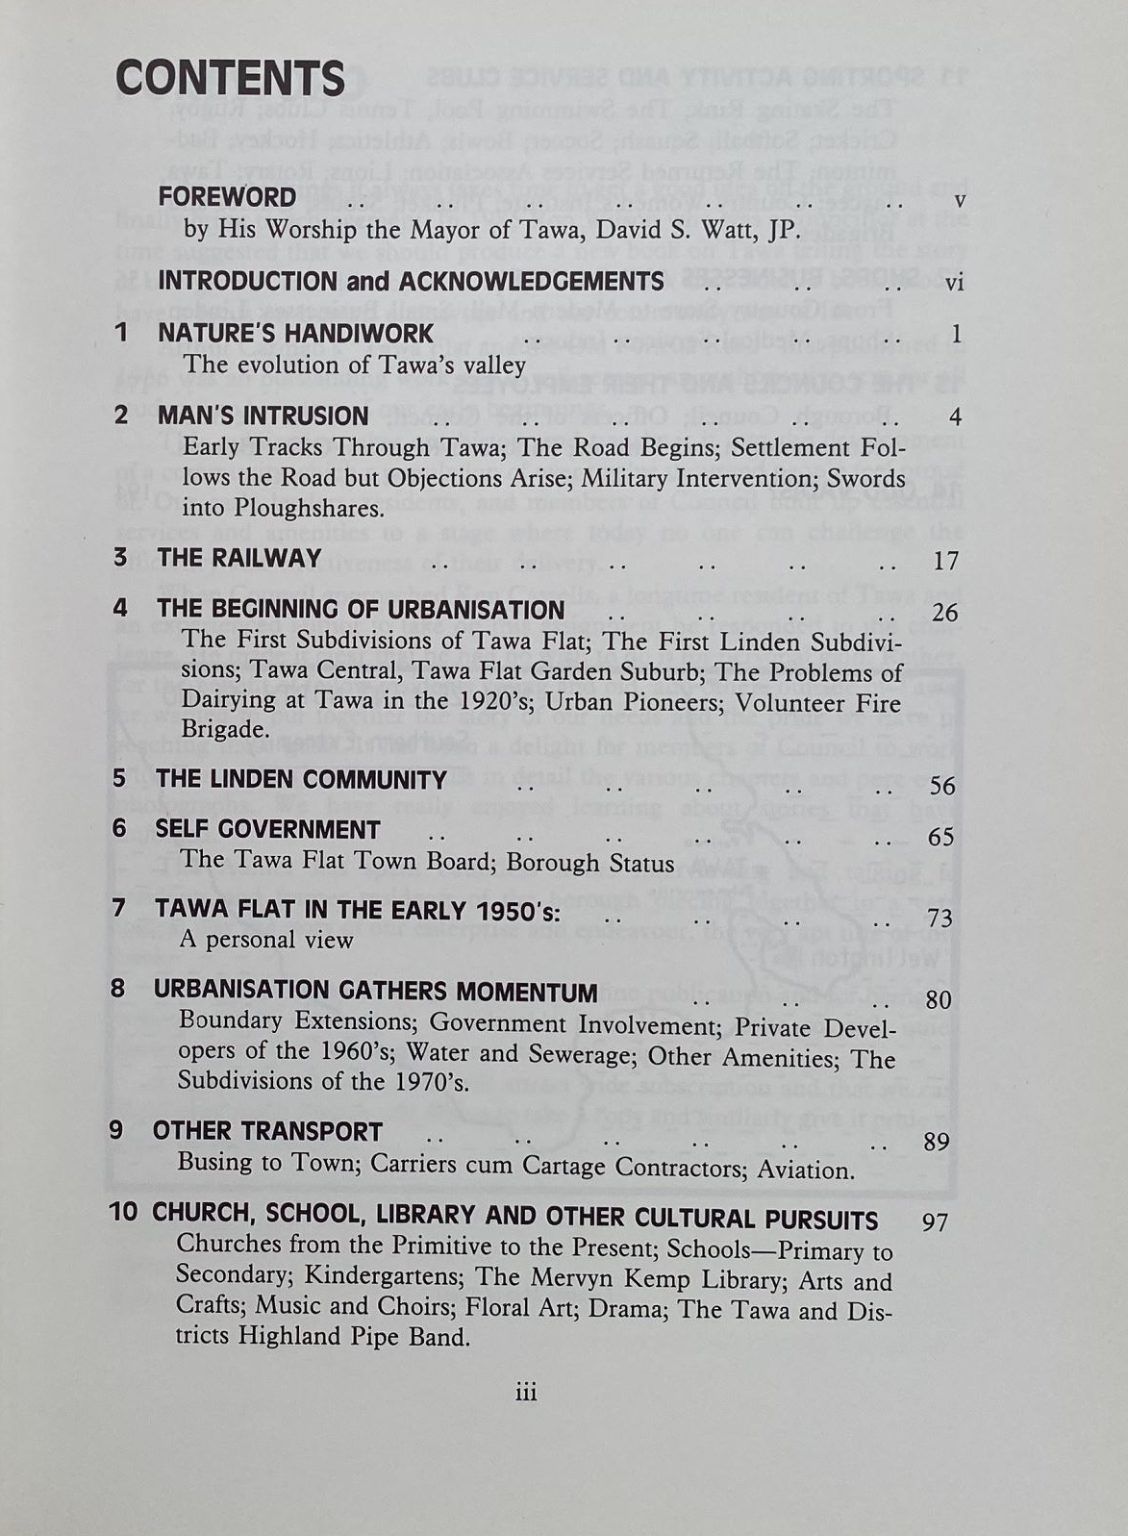 CONTENTS
FOREWORD .. .. .. .. .. .. .. v
by His Worship the Mayor of Tawa, David S. Watt, JP.
INTRODUCTION and ACKNOWLEDGEMENTS .. .. .. vi
1 NATURE'S HANDIWORK .. .. .. .. .. 1
The evolution of Tawa's valley
2 MAN'S INTRUSION .. .. .. .. .. .. 4
Early Tracks Through Tawa; The Road Begins; Settlement Fol-
lows the Road but Objections Arise; Military Intervention; Swords
into Ploughshares.
3 THE RAILWAY .. .. .. .. .. .. 17
4 THE BEGINNING OF URBANISATION .. .. .. .. 26
The First Subdivisions of Tawa Flat; The First Linden Subdivi-
sions; Tawa Central, Tawa Flat Garden Suburb; The Problems of
Dairying at Tawa in the 1920's; Urban Pioneers; Volunteer Fire
Brigade.
5 THE LINDEN COMMUNITY .. .. .. .. .. 56
6 SELF GOVERNMENT .. .. .. .. .. .. 65
The Tawa Flat Town Board; Borough Status
7 TAWA FLAT IN THE EARLY 1950's: .. .. .. .. 73
A personal view
8 URBANISATION GATHERS MOMENTUM .. .. .. 80
Boundary Extensions; Government Involvement; Private Devel-
opers of the 1960's; Water and Sewerage; Other Amenities; The
Subdivisions of the 1970's.
9 OTHER TRANSPORT .. .. .. .. .. .. 89
Busing to Town; Carriers cum Cartage Contractors; Aviation.
10 CHURCH, SCHOOL, LIBRARY AND OTHER CULTURAL PURSUITS 97
Churches from the Primitive to the Present; Schools—Primary to
Secondary; Kindergartens; The Mervyn Kemp Library; Arts and
Crafts; Music and Choirs; Floral Art; Drama; The Tawa and Dis-
tricts Highland Pipe Band.
iii